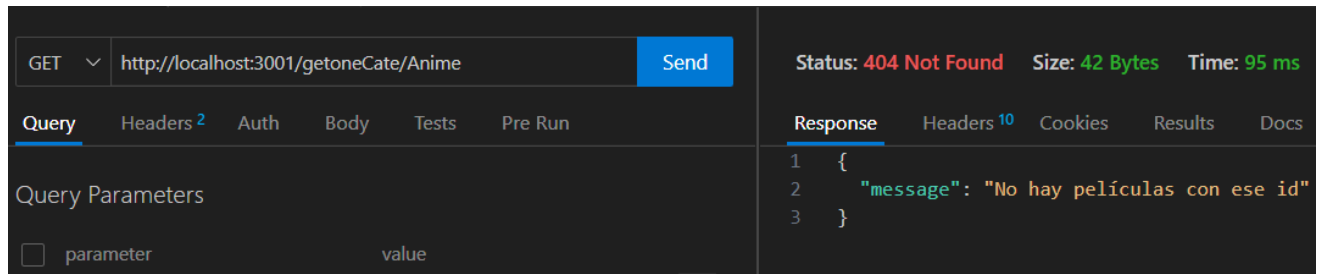 GET http://localhost:3001/getoneCate/Anime Send
Query Headers 2 Auth Body Tests Pre Run
Query Parameters
parameter value
Status: 404 Not Found Size: 42 Bytes Time: 95 ms
Response Headers 10 Cookies Results Docs
1 {
2 "message": "No hay películas con ese id"
3 }